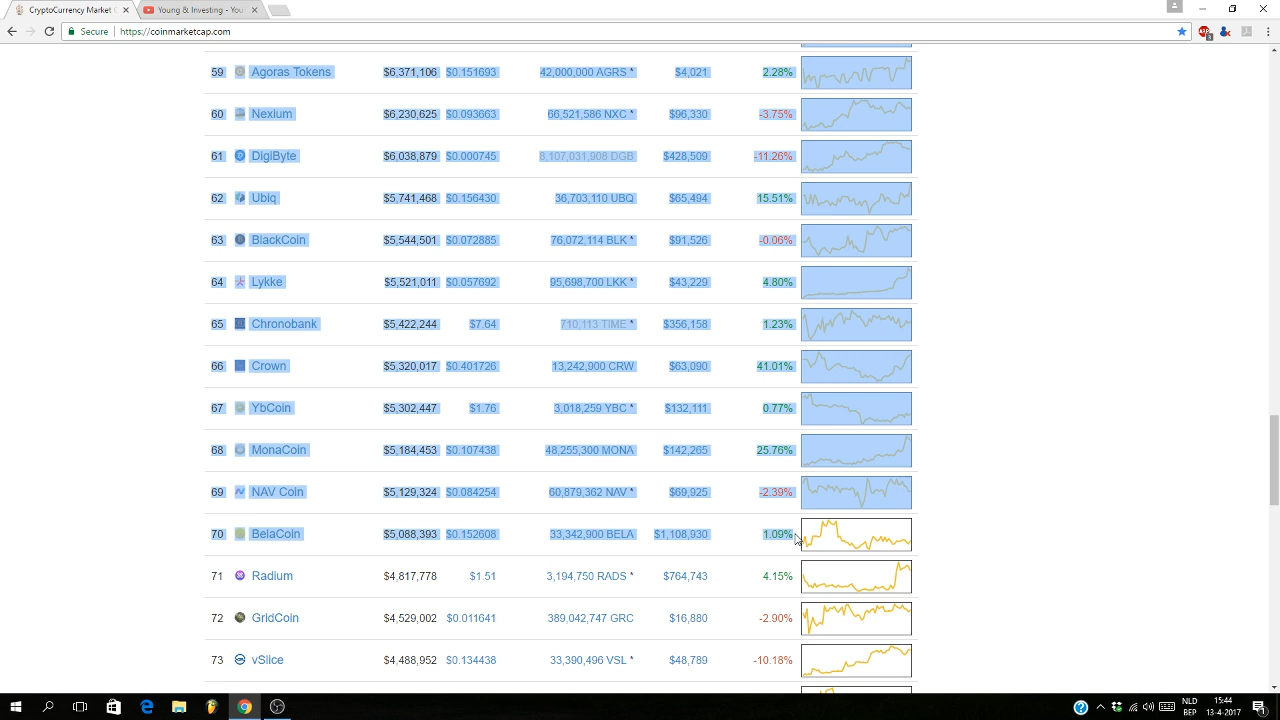 CryptoCurrency Market C
Young & Investing - You
Secure https://coinmarketcap.com
59 Agoras Tokens $6,371,106 $0.151693 42,000,000 AGRS * $4,021 2.28%
60 Nexium $6,230,625 $0.093663 66,521,586 NXC * $96,330 -3.75%
61 DigiByte $6,038,879 $0.000745 8,107,031,908 DGB $428,509 -11.26%
62 Ubiq $5,741,468 $0.156430 36,703,110 UBQ $65,494 15.51%
63 BlackCoin $5,544,501 $0.072885 76,072,114 BLK * $91,526 -0.06%
64 Lykke $5,521,011 $0.057692 95,698,700 LKK * $43,229 4.80%
65 Chronobank $5,422,244 $7.64 710,113 TIME * $356,158 1.23%
66 Crown $5,320,017 $0.401726 13,242,900 CRW $63,090 41.01%
67 YbCoin $5,302,447 $1.76 3,018,259 YBC * $132,111 0.77%
68 MonaCoin $5,184,453 $0.107438 48,255,300 MONA $142,265 25.76%
69 NAV Coin $5,129,324 $0.084254 60,879,362 NAV * $69,925 -2.39%
70 BelaCoin $5,088,393 $0.152608 33,342,900 BELA $1,108,930 1.09%
71 Radium $4,817,778 $1.51 3,194,750 RADS * $764,743 4.15%
72 GridCoin $4,529,002 $0.011641 389,042,747 GRC $16,880 -2.90%
73 vSlice $4,488,952 $0.134438 33,390,496 VSL * $48,789 -10.18%
NLD 15:44
BEP 13-4-2017